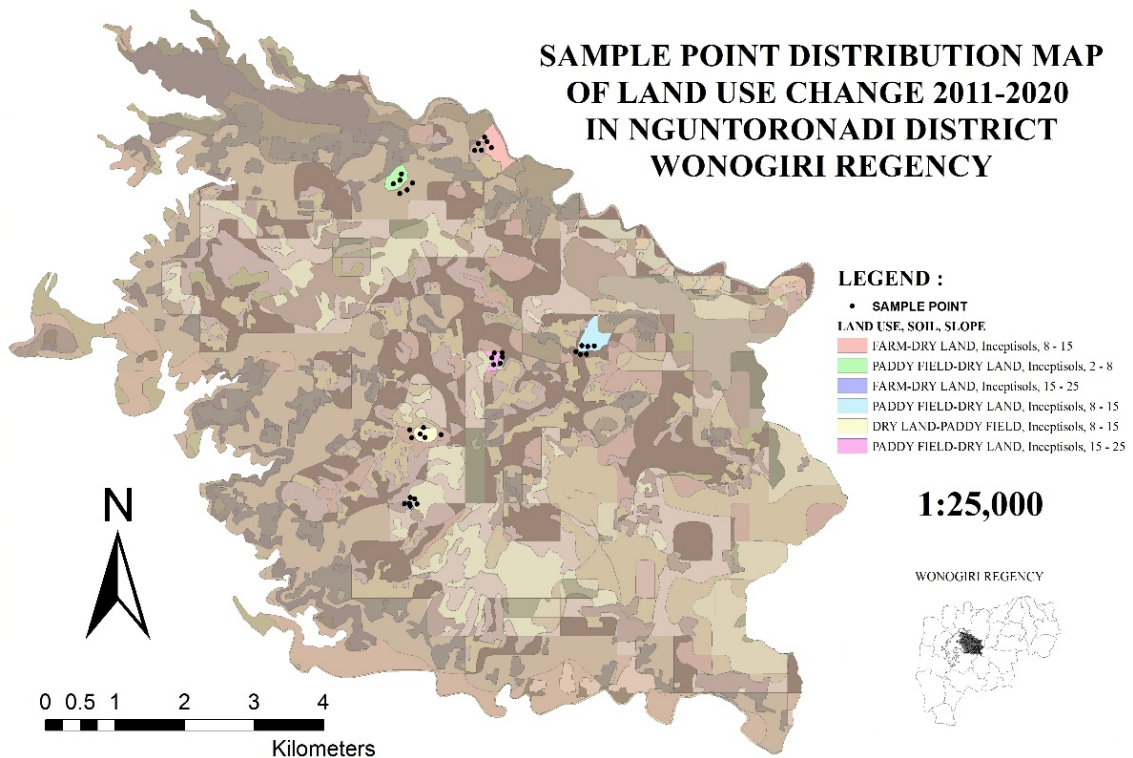 SAMPLE POINT DISTRIBUTION MAP
OF LAND USE CHANGE 2011-2020
IN NGUNTORONADI DISTRICT
WONOGIRI REGENCY
LEGEND :
SAMPLE POINT
LAND USE, SOIL, SLOPE
FARM-DRY LAND, Inceptisols, 8 - 15
PADDY FIELD-DRY LAND, Inceptisols, 2 - 8
FARM-DRY LAND, Inceptisols, 15 - 25
PADDY FIELD-DRY LAND, Inceptisols, 8 - 15
DRY LAND-PADDY FIELD, Inceptisols, 8 - 15
PADDY FIELD-DRY LAND, Inceptisols, 15 - 25
1:25,000
WONOGIRI REGENCY
N
0 0.5 1 2 3 4
Kilometers